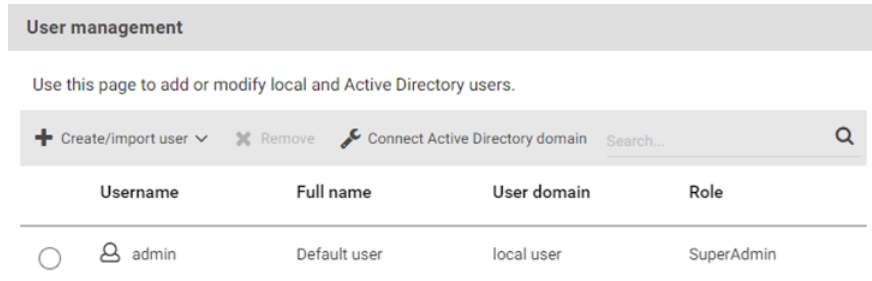 User management
Use this page to add or modify local and Active Directory users.
Create/import user Remove Connect Active Directory domain Search...
Username Full name User domain Role
admin Default user local user SuperAdmin